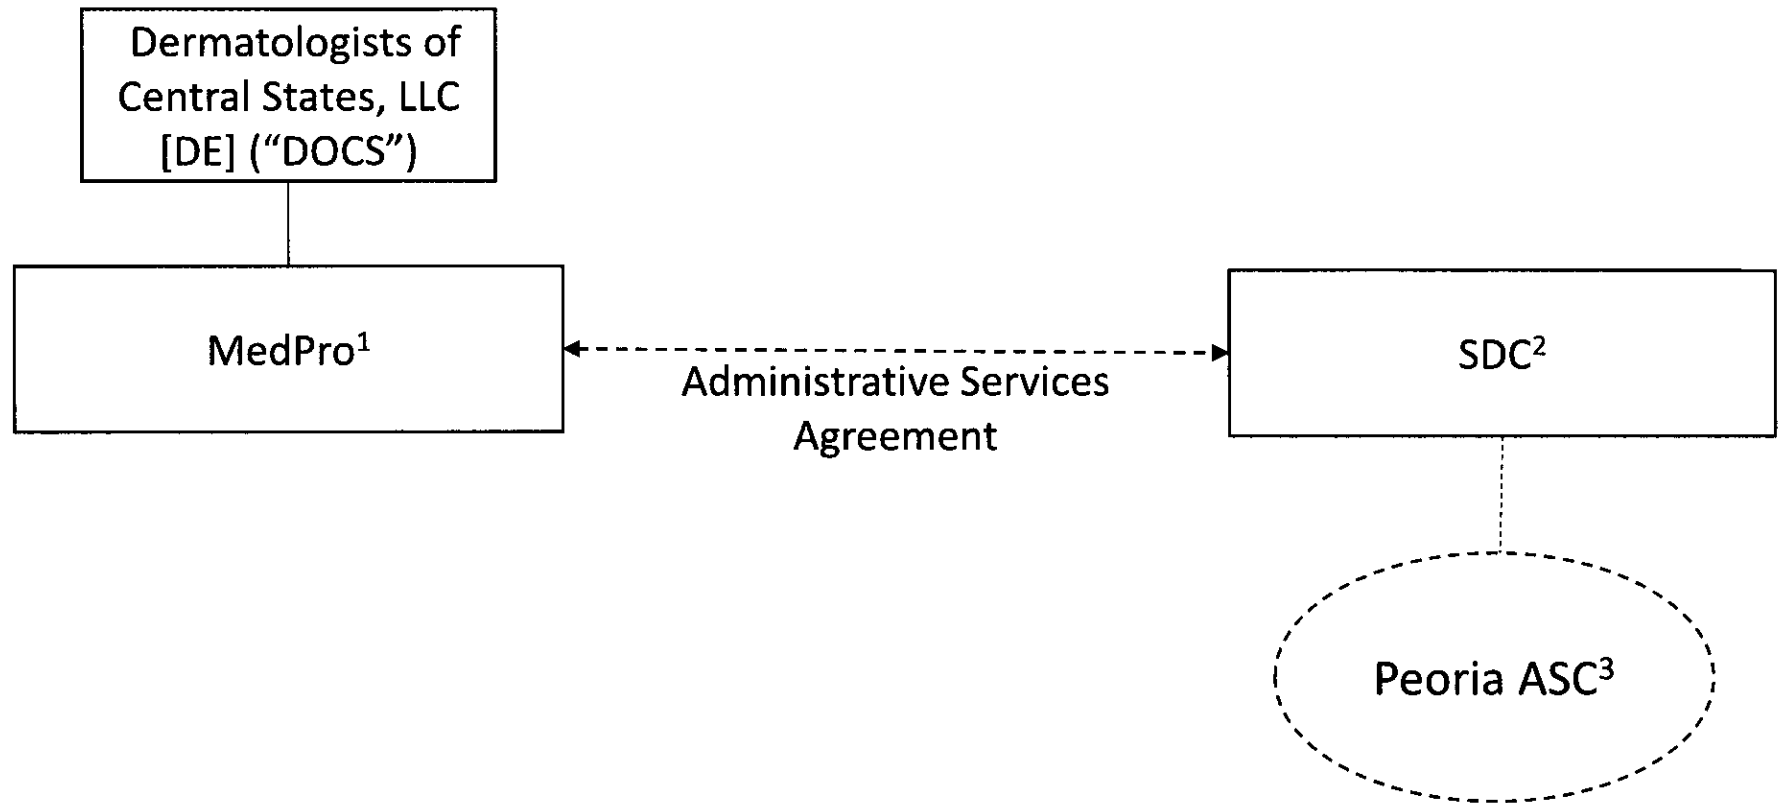 Dermatologists of
Central States, LLC
[DE] (“DOCS”)
MedPro¹
Administrative Services
Agreement
SDC²
Peoria ASC³